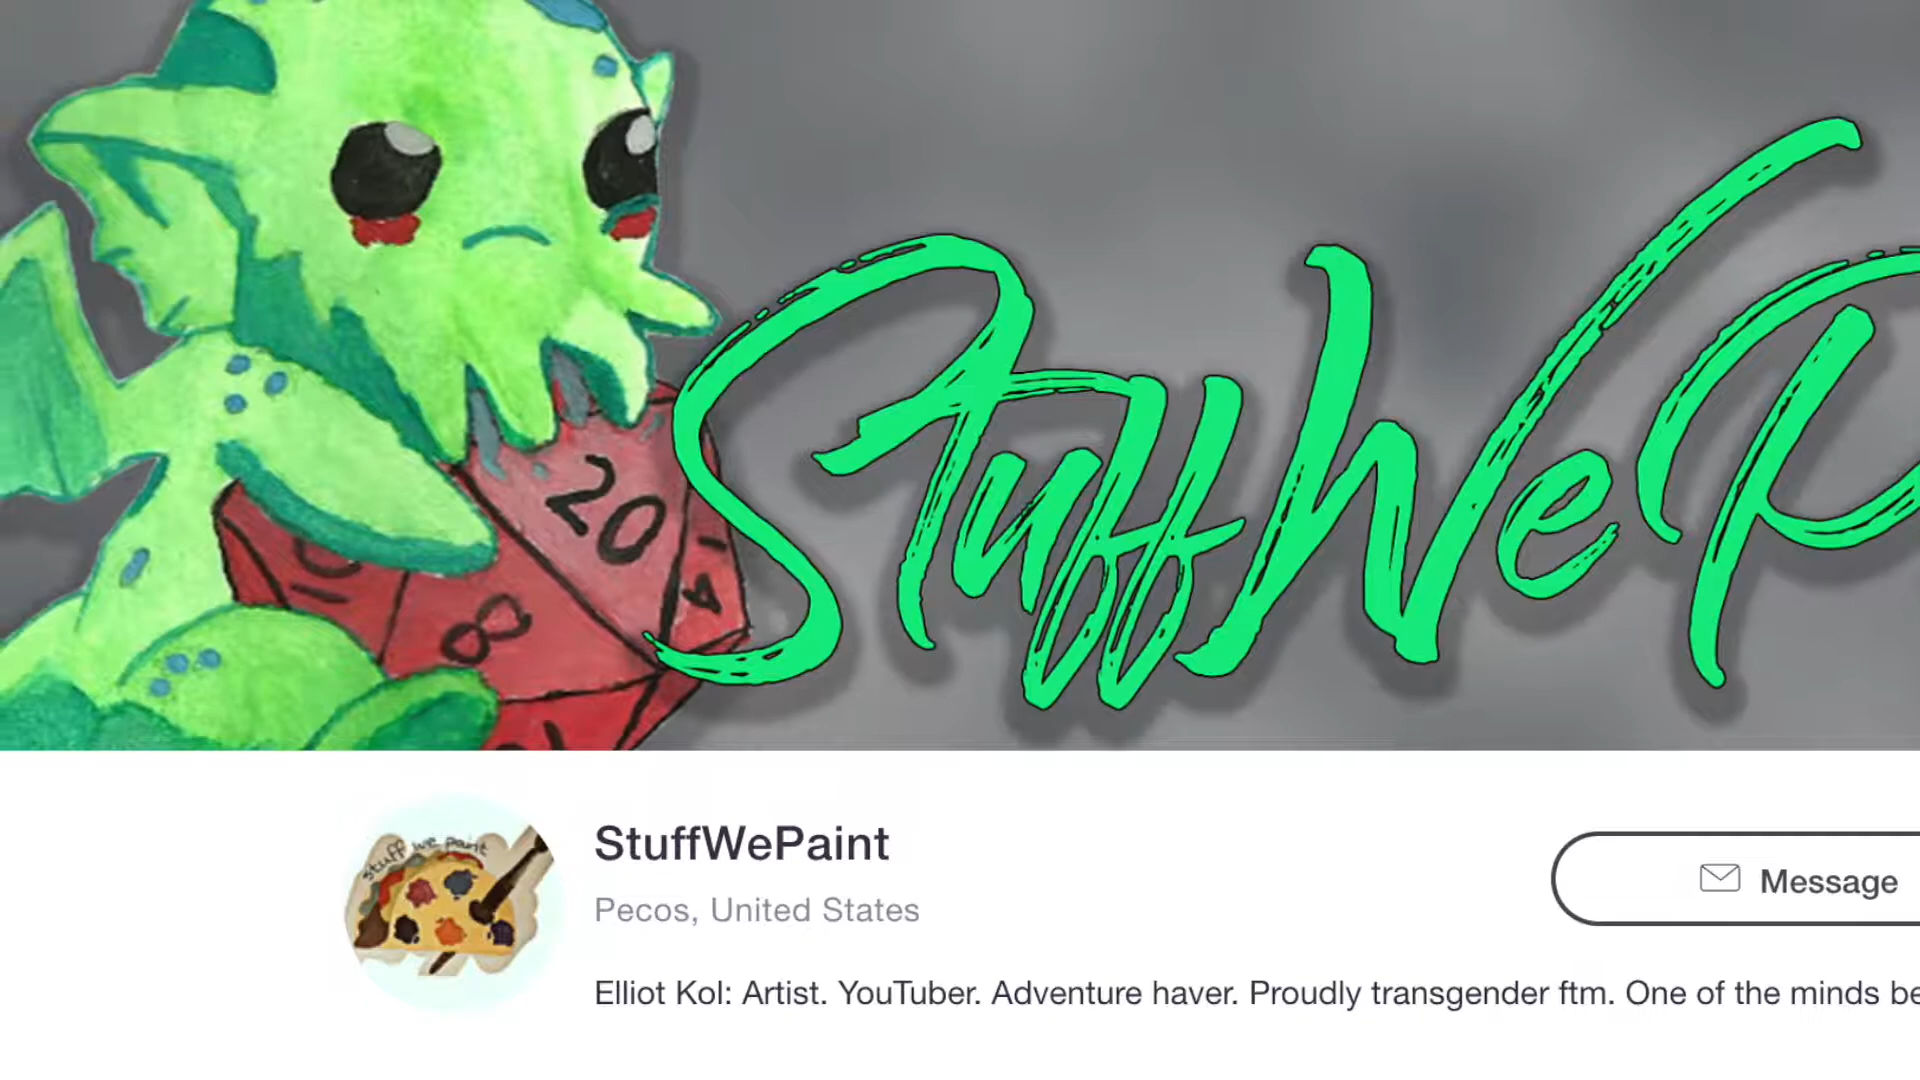 StuffWeP
20
8
stuff we paint
StuffWePaint
Pecos, United States
Message
Elliot Kol: Artist. YouTuber. Adventure haver. Proudly transgender ftm. One of the minds be